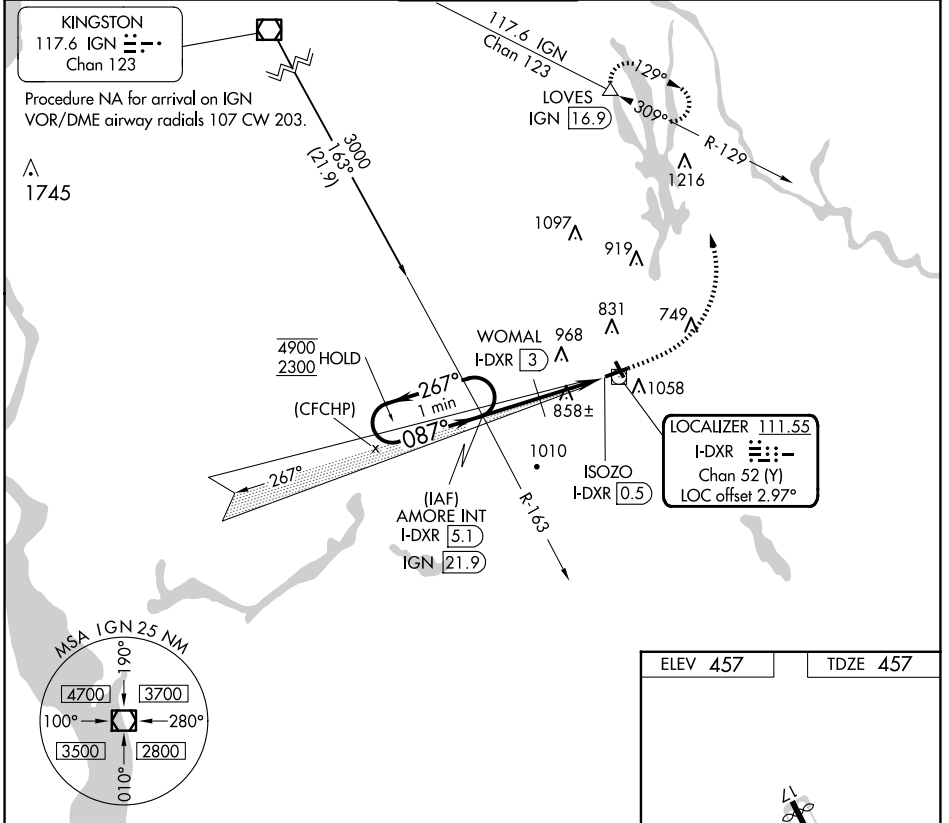 KINGSTON
117.6 IGN
Chan 123
Procedure NA for arrival on IGN
VOR/DME airway radials 107 CW 203.
1745
117.6 IGN
Chan 123
LOVES
IGN 16.9
129°
309°
R-129
1216
3000
163°
(21.9)
1097
919
831
749
WOMAL
I-DXR 3
968
4900
2300
HOLD
267°
1 min
087°
(CFCHP)
x
858±
1058
267°
1010
LOCALIZER 111.55
I-DXR
Chan 52 (Y)
LOC offset 2.97°
ISOZO
I-DXR 0.5
(IAF)
AMORE INT
I-DXR 5.1
IGN 21.9
R-163
MSA IGN 25 NM
190°
4700
3700
100°
280°
3500
2800
010°
ELEV 457
TDZE 457
17